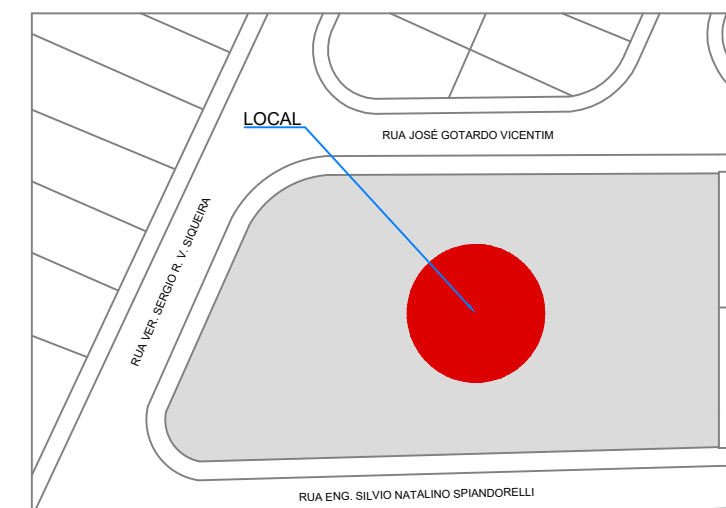 LOCAL
RUA JOSÉ GOTARDO VICENTIM
RUA VER. SERGIO R. V. SIQUEIRA
RUA ENG. SILVIO NATALINO SPIANDORELLI